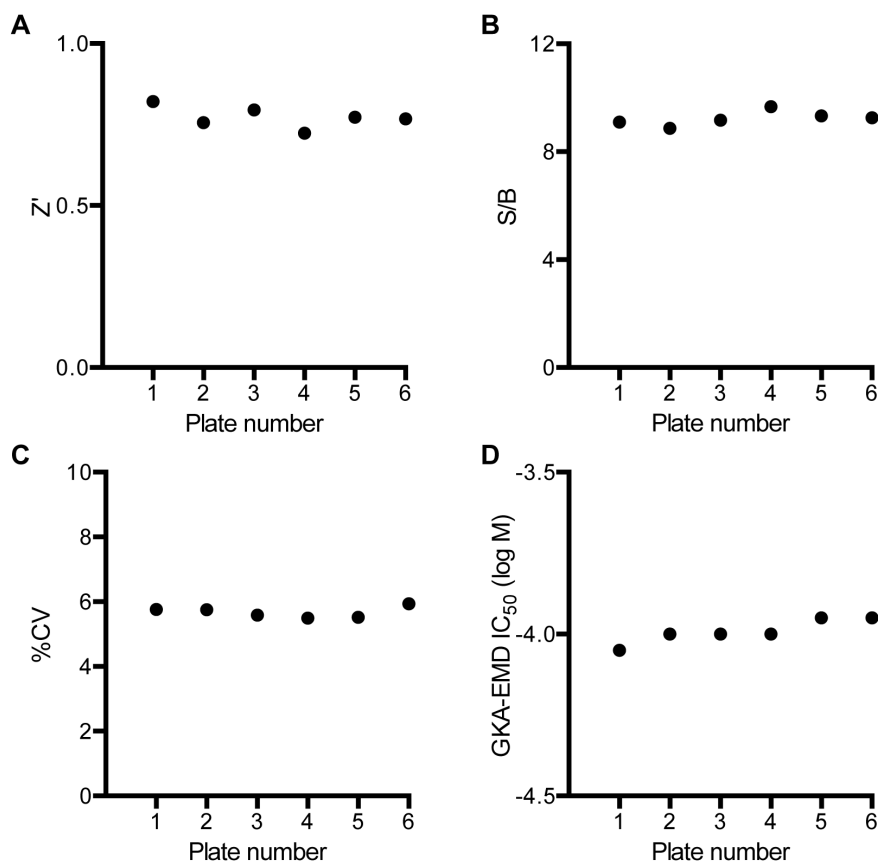 A
1.0
0.5
0.0
Z'
1 2 3 4 5 6
Plate number
B
12
8
4
0
S/B
1 2 3 4 5 6
Plate number
C
10
8
6
4
2
0
%CV
1 2 3 4 5 6
Plate number
D
-3.5
-4.0
-4.5
GKA-EMD IC50 (log M)
1 2 3 4 5 6
Plate number